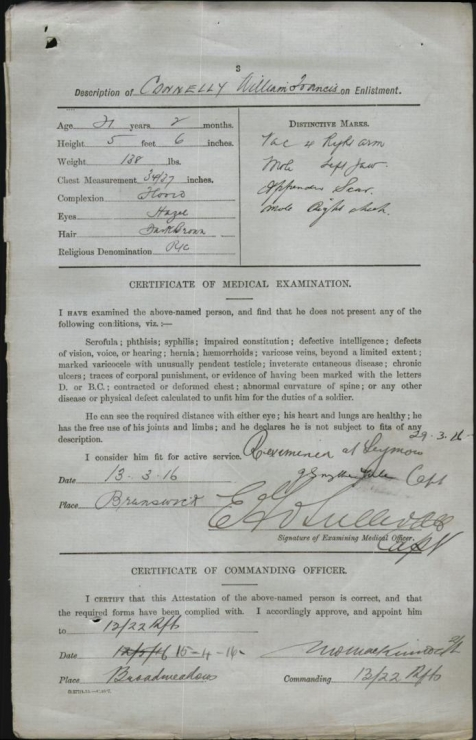 3
Description of CONNELLY William Francis on Enlistment.
Age 21 years 2 months.
Height 5 feet 6 inches.
Weight 138 lbs.
Chest Measurement 34/37 inches.
Complexion Florid
Eyes Hazel
Hair Dark Brown
Religious Denomination R/C
DISTINCTIVE MARKS.
Vac 4 Right arm
Mole Left Jaw.
Appendix Scar.
Mole Right cheek.
CERTIFICATE OF MEDICAL EXAMINATION.
I HAVE examined the above-named person, and find that he does not present any of the
following conditions, viz. :—
Scrofula; phthisis; syphilis; impaired constitution; defective intelligence; defects
of vision, voice, or hearing; hernia; hemorrhoids; varicose veins, beyond a limited extent;
marked varicocele with unusually pendent testicle; inveterate cutaneous disease; chronic
ulcers; traces of corporal punishment, or evidence of having been marked with the letters
D. or B.C.; contracted or deformed chest; abnormal curvature of spine; or any other
disease or physical defect calculated to unfit him for the duties of a soldier.
He can see the required distance with either eye; his heart and lungs are healthy; he
has the free use of his joints and limbs; and he declares he is not subject to fits of any
description.
29-3-16
I consider him fit for active service. at Seymour
Date 13-3-16 Capt
Place Brunswick
Signature of Examining Medical Officer.
Capt
CERTIFICATE OF COMMANDING OFFICER.
I CERTIFY that this Attestation of the above-named person is correct, and that
the required forms have been complied with. I accordingly approve, and appoint him
to 13/22 Rfts
Date 15-4-16
Place Broadmeadows Commanding 13/22 Rfts